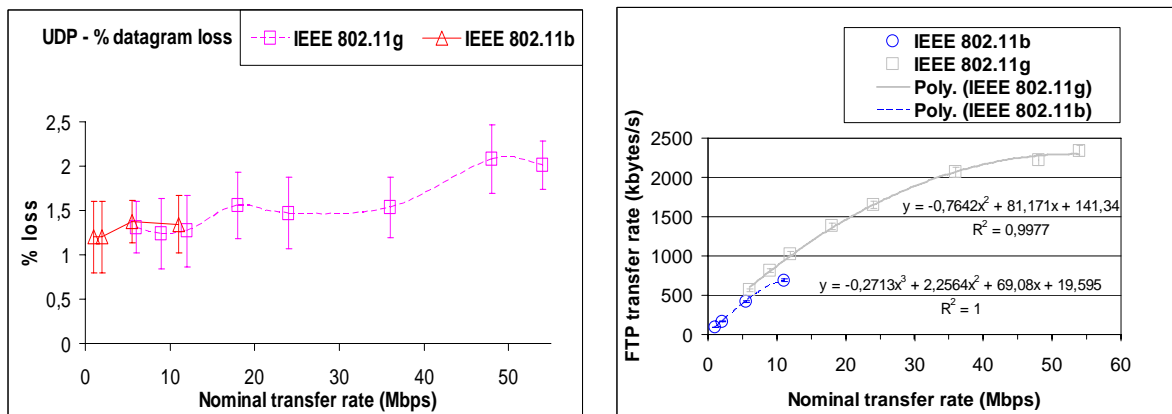 UDP - % datagram loss
IEEE 802.11g
IEEE 802.11b
% loss
2,5
2
1,5
1
0,5
0
0 10 20 30 40 50
Nominal transfer rate (Mbps)
IEEE 802.11b
IEEE 802.11g
Poly. (IEEE 802.11g)
Poly. (IEEE 802.11b)
FTP transfer rate (kbytes/s)
2500
2000
1500
1000
500
0
y = -0,7642x² + 81,171x + 141,34
R² = 0,9977
y = -0,2713x³ + 2,2564x² + 69,08x + 19,595
R² = 1
0 10 20 30 40 50 60
Nominal transfer rate (Mbps)